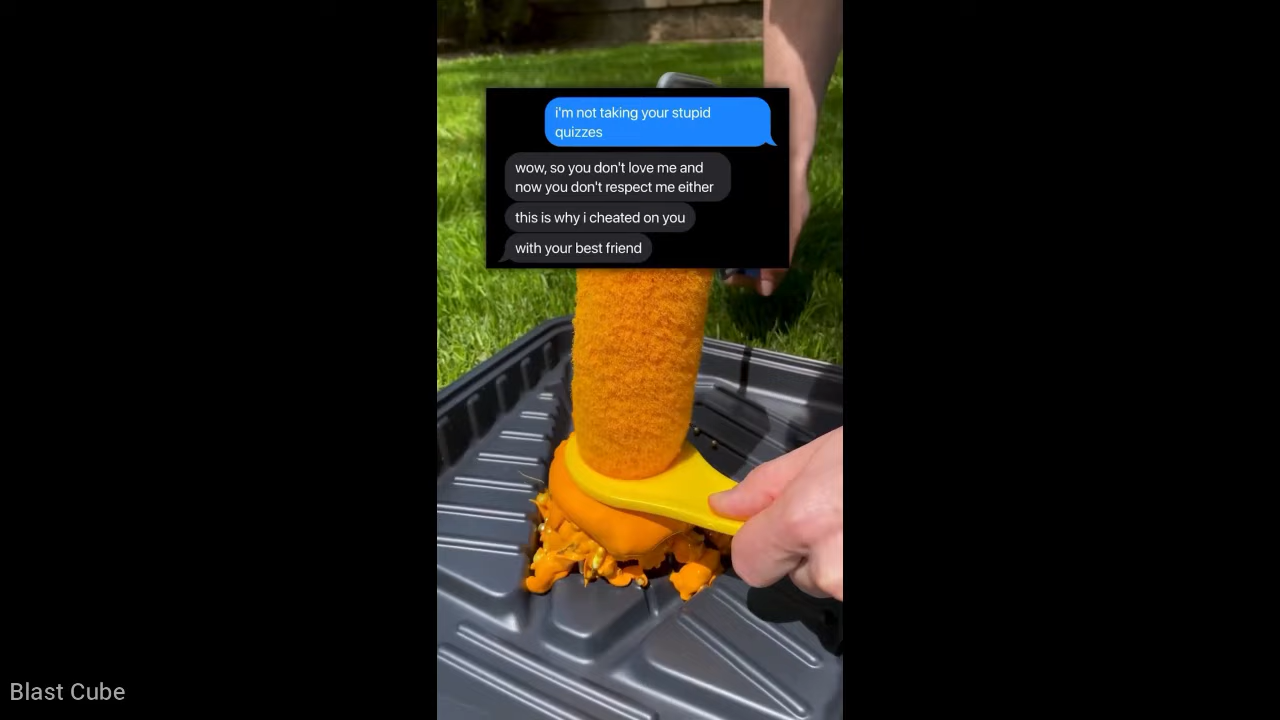 i'm not taking your stupid
quizzes
wow, so you don't love me and
now you don't respect me either
this is why i cheated on you
with your best friend
Blast Cube